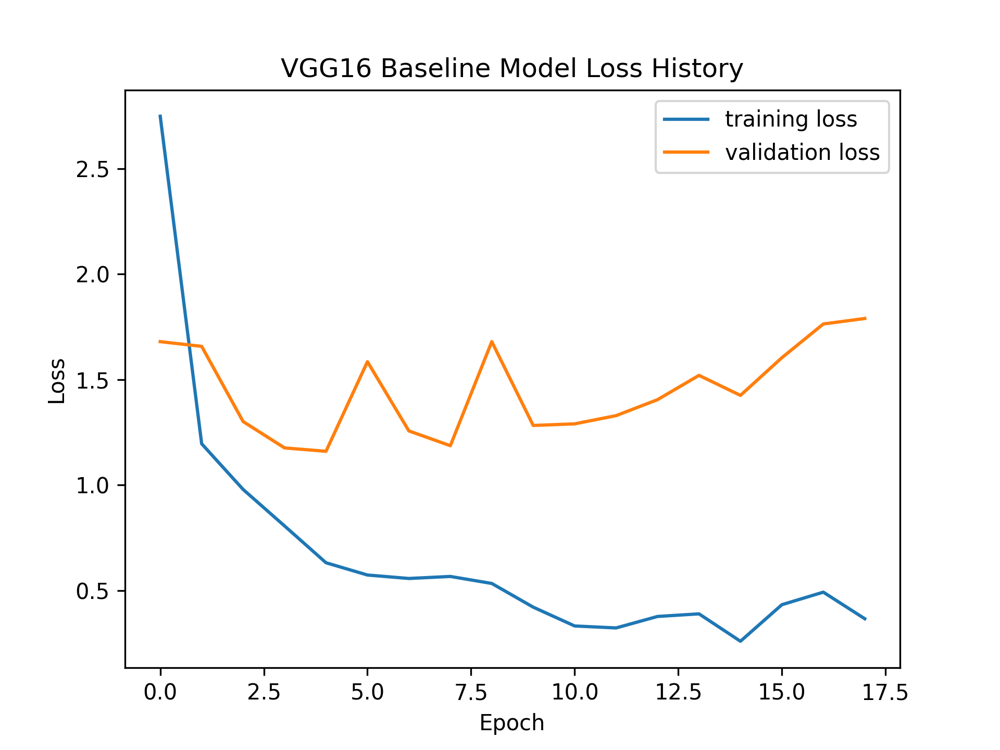 VGG16 Baseline Model Loss History
training loss
validation loss
Loss
2.5
2.0
1.5
1.0
0.5
0.0 2.5 5.0 7.5 10.0 12.5 15.0 17.5
Epoch